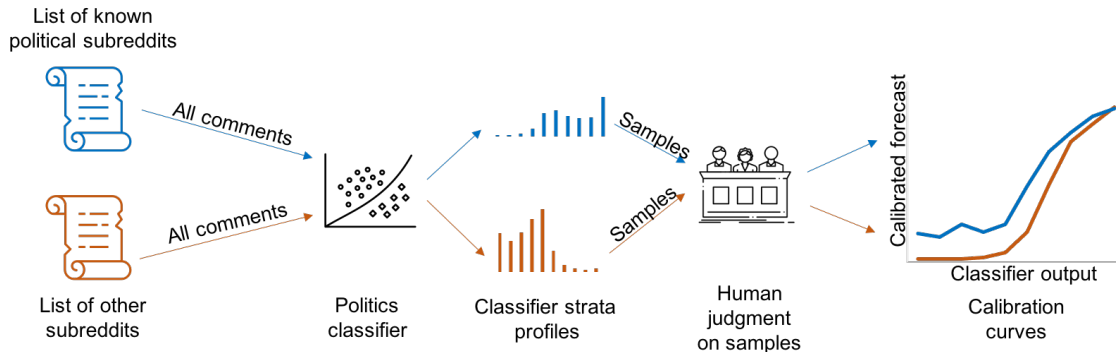 List of known
political subreddits
All comments
All comments
List of other
subreddits
Politics
classifier
Classifier strata
profiles
Samples
Samples
Human
judgment
on samples
Calibrated forecast
Classifier output
Calibration
curves